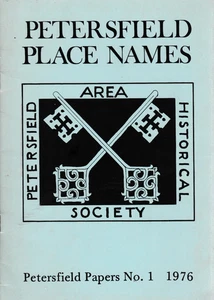 PETERSFIELD
PLACE NAMES
AREA
PETERSFIELD
HISTORICAL
SOCIETY
Petersfield Papers No. 1 1976